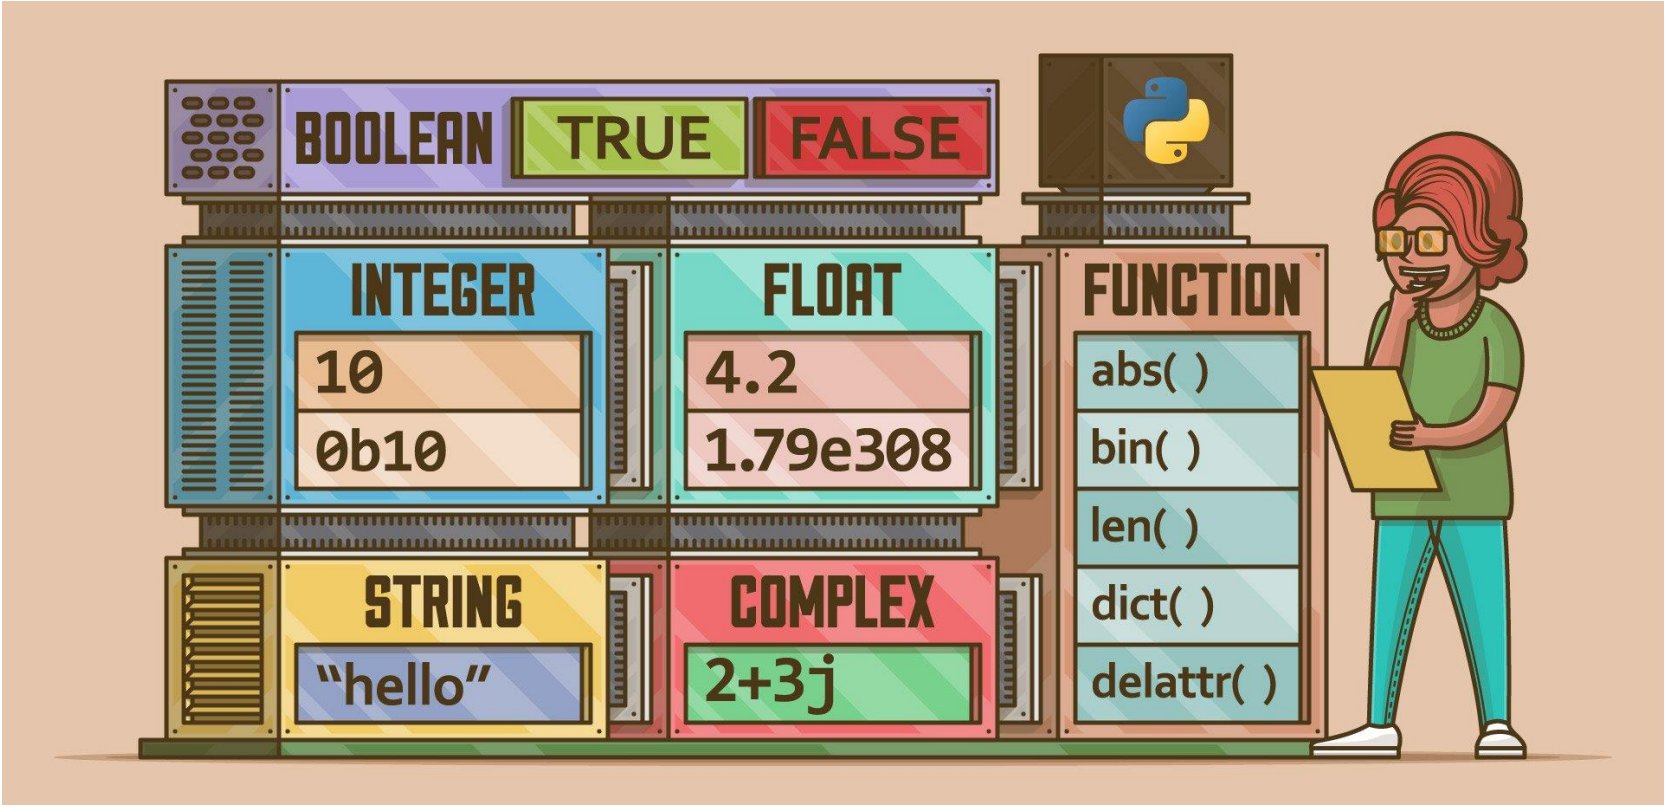 BOOLEAN TRUE FALSE
INTEGER
10
0b10
FLOAT
4.2
1.79e308
FUNCTION
abs( )
bin( )
len( )
dict( )
delattr( )
STRING
“hello”
COMPLEX
2+3j